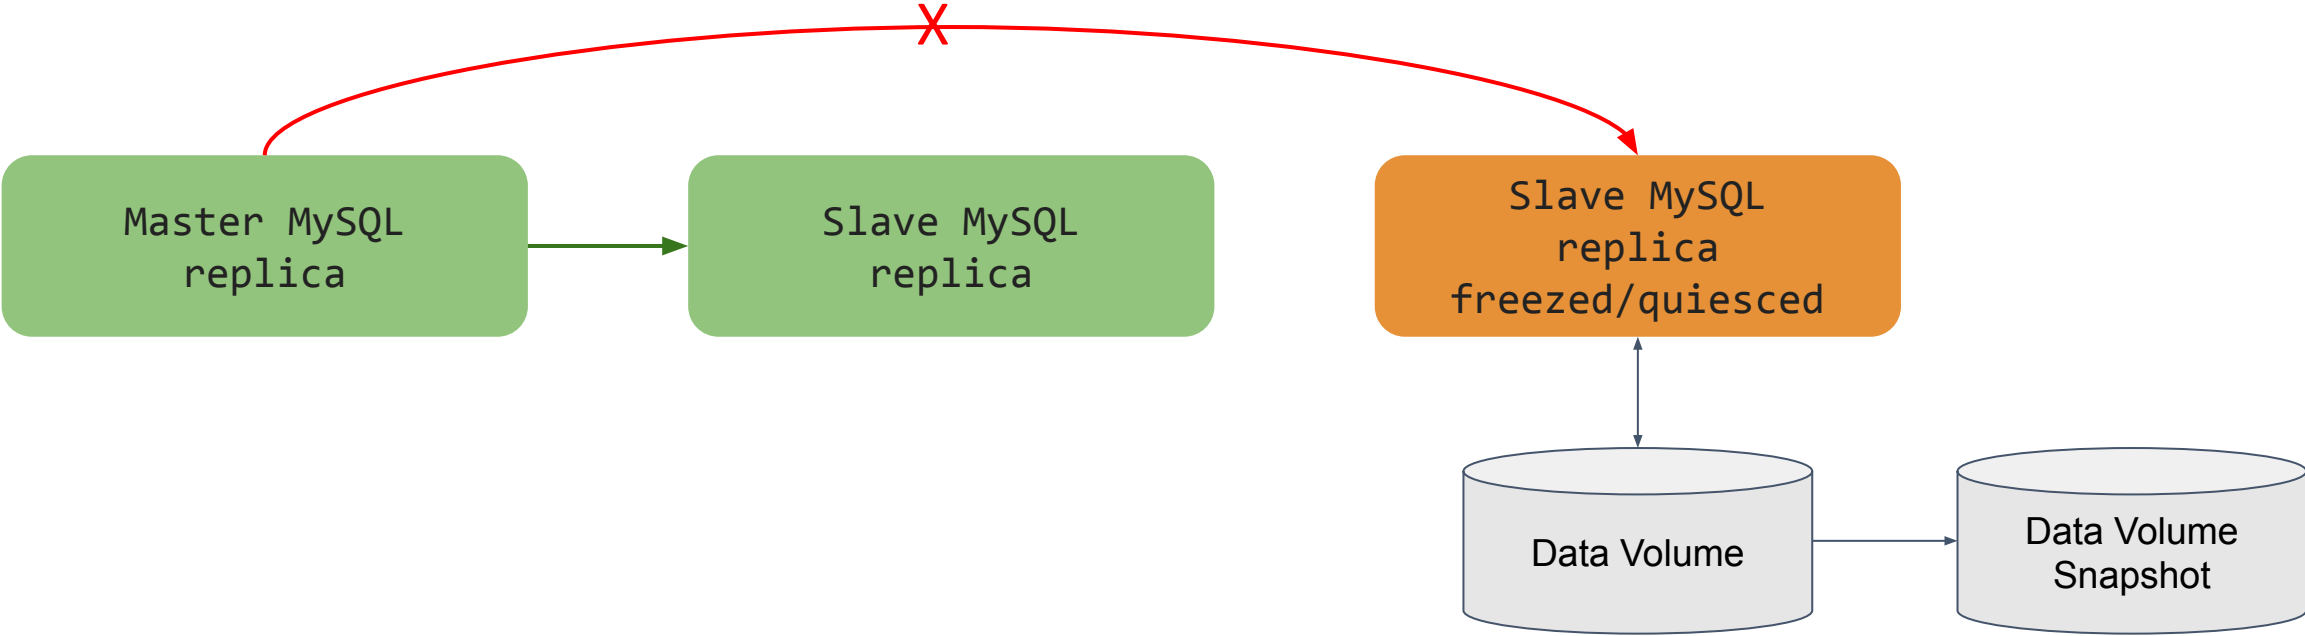 X
Master MySQL
replica
Slave MySQL
replica
Slave MySQL
replica
freezed/quiesced
Data Volume
Data Volume
Snapshot